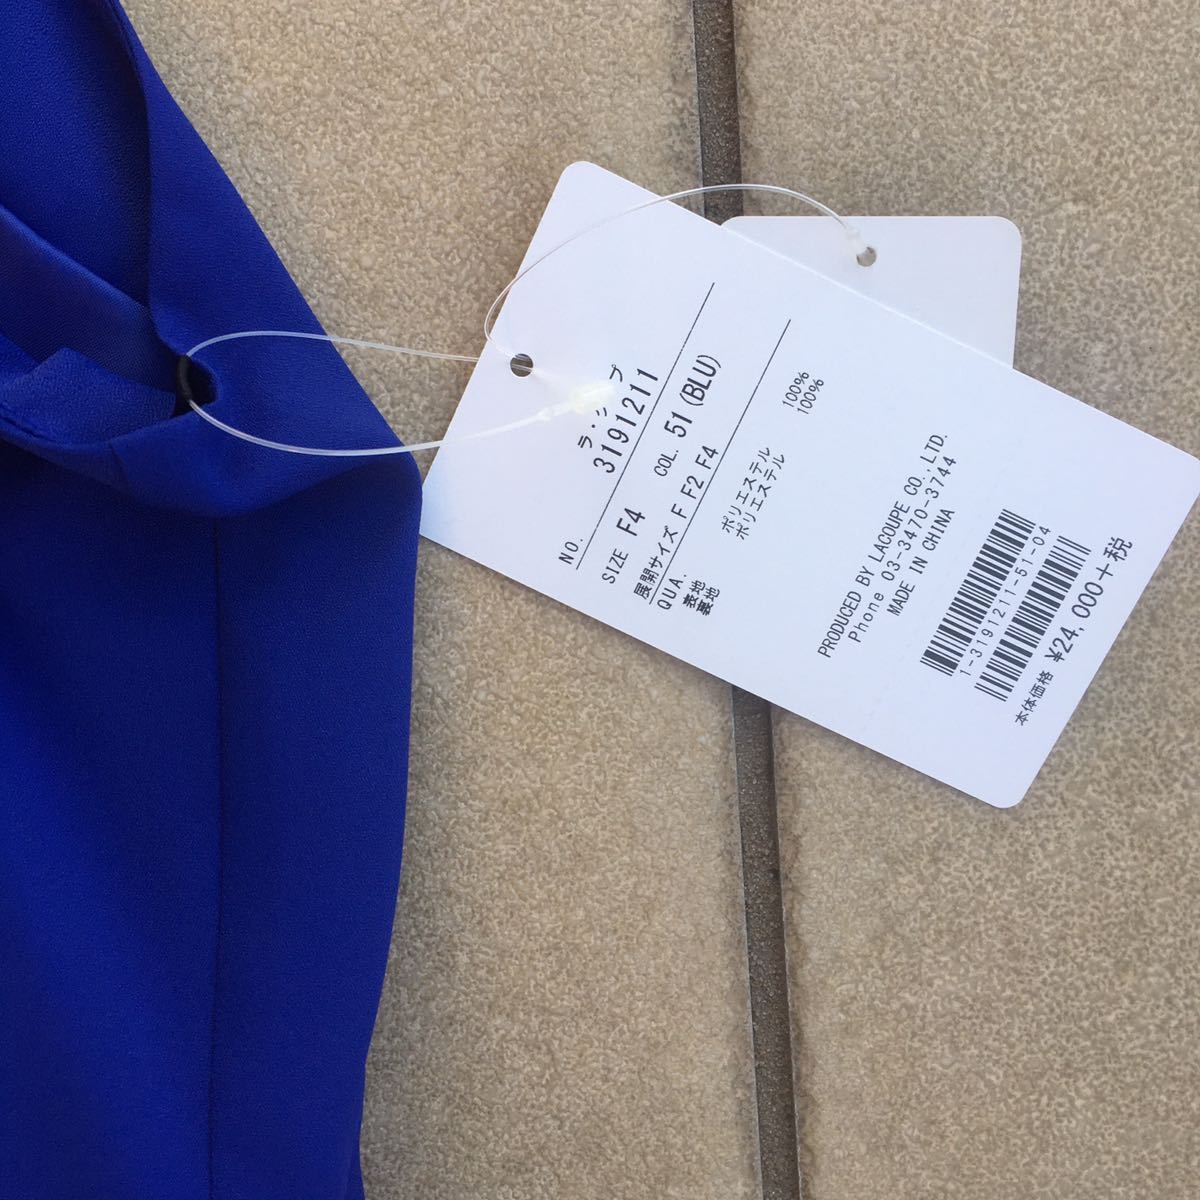 ラ・クープ
NO. 3191211
SIZE F4 COL. 51(BLU)
展開サイズ F F2 F4
QUA.
表地 ポリエステル 100%
裏地 ポリエステル 100%
PRODUCED BY LACOUPE CO., LTD.
Phone 03-3470-3744
MADE IN CHINA
1-3191211-51-04
本体価格 ¥24,000+税